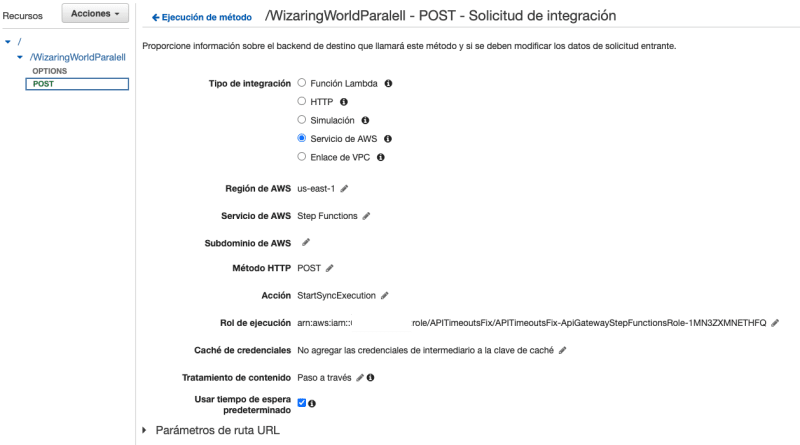 Recursos
Acciones
Ejecución de método
/WizaringWorldParalell - POST - Solicitud de integración
/
/WizaringWorldParalell
OPTIONS
POST
Proporcione información sobre el backend de destino que llamará este método y si se deben modificar los datos de solicitud entrante.
Tipo de integración Función Lambda
HTTP
Simulación
Servicio de AWS
Enlace de VPC
Región de AWS us-east-1
Servicio de AWS Step Functions
Subdominio de AWS
Método HTTP POST
Acción StartSyncExecution
Rol de ejecución arn:aws:iam:: :role/APITimeoutsFix/APITimeoutsFix-ApiGatewayStepFunctionsRole-1MN3ZXMNETHFQ
Caché de credenciales No agregar las credenciales de intermediario a la clave de caché
Tratamiento de contenido Paso a través
Usar tiempo de espera
predeterminado
Parámetros de ruta URL